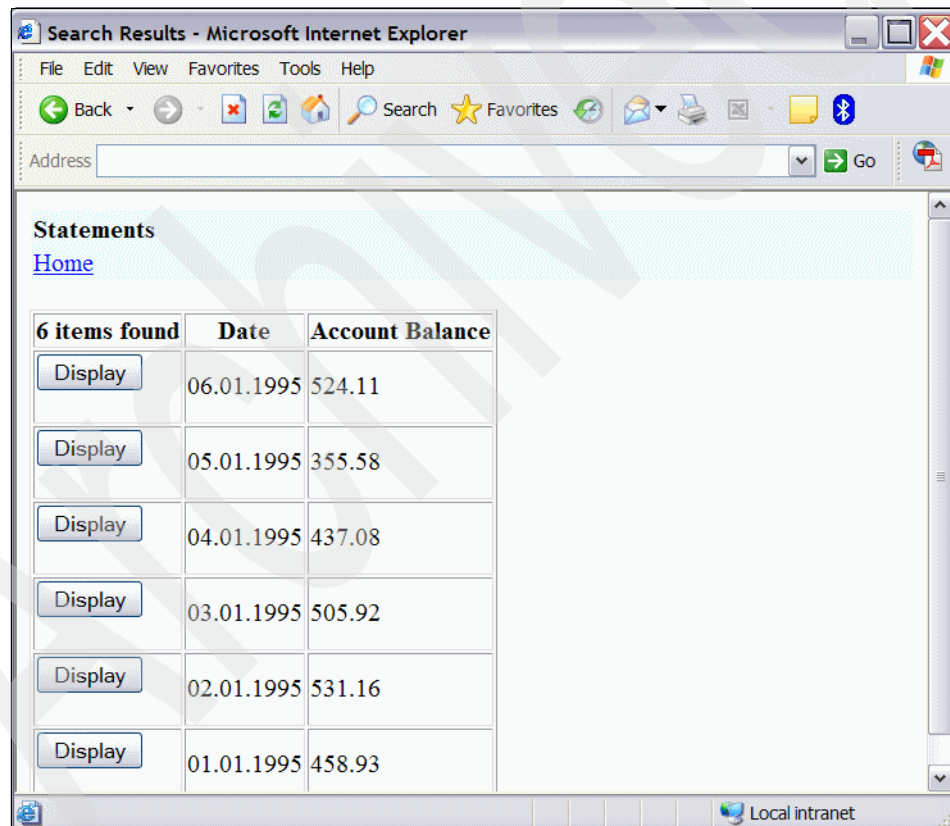 Search Results - Microsoft Internet Explorer
File Edit View Favorites Tools Help
Back Search Favorites
Address Go
Statements
Home
6 items found Date Account Balance
Display 06.01.1995 524.11
Display 05.01.1995 355.58
Display 04.01.1995 437.08
Display 03.01.1995 505.92
Display 02.01.1995 531.16
Display 01.01.1995 458.93
Local intranet